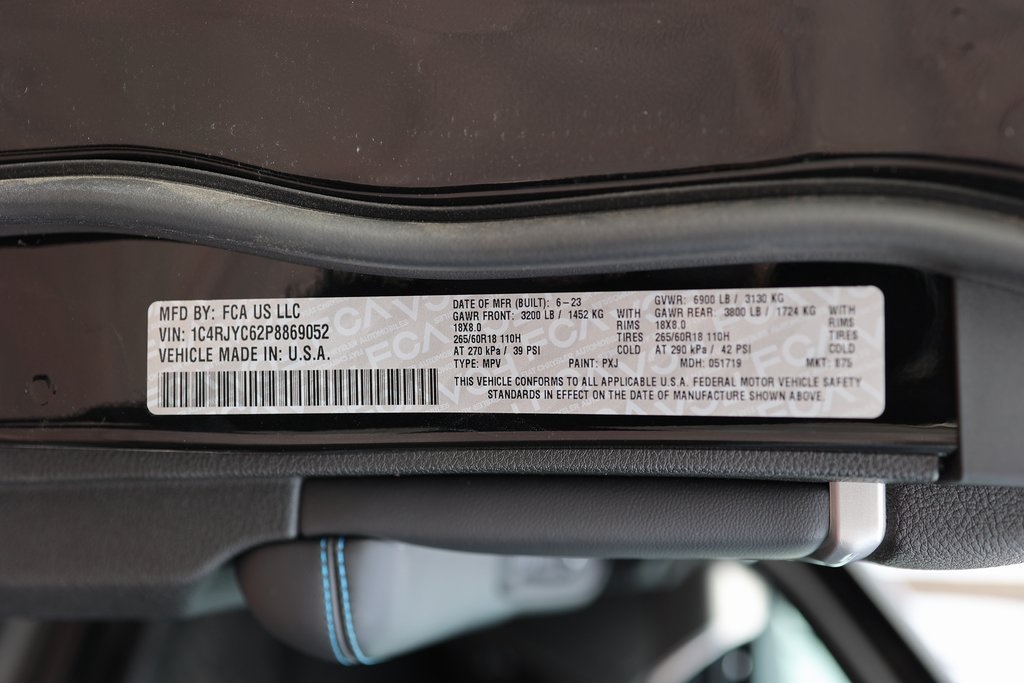 MFD BY: FCA US LLC
VIN: 1C4RJYC62P8869052
VEHICLE MADE IN: U.S.A.
DATE OF MFR (BUILT): 6-23
GAWR FRONT: 3200 LB / 1452 KG WITH
18X8.0 RIMS
265/60R18 110H TIRES
AT 270 kPa / 39 PSI COLD
GVWR: 6900 LB / 3130 KG
GAWR REAR: 3800 LB / 1724 KG WITH
18X8.0 RIMS
265/60R18 110H TIRES
AT 290 kPa / 42 PSI COLD
TYPE: MPV PAINT: PXJ MDH: 051719 MKT: E75
THIS VEHICLE CONFORMS TO ALL APPLICABLE U.S.A. FEDERAL MOTOR VEHICLE SAFETY
STANDARDS IN EFFECT ON THE DATE OF MANUFACTURE SHOWN ABOVE.